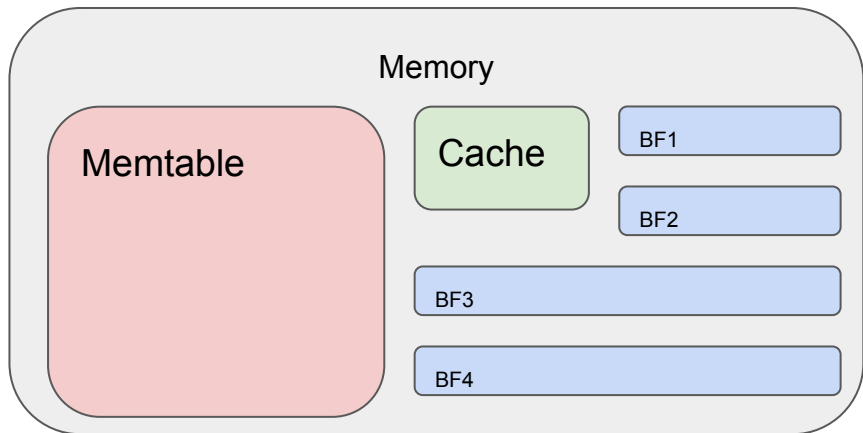 Memory
Memtable
Cache
BF1
BF2
BF3
BF4